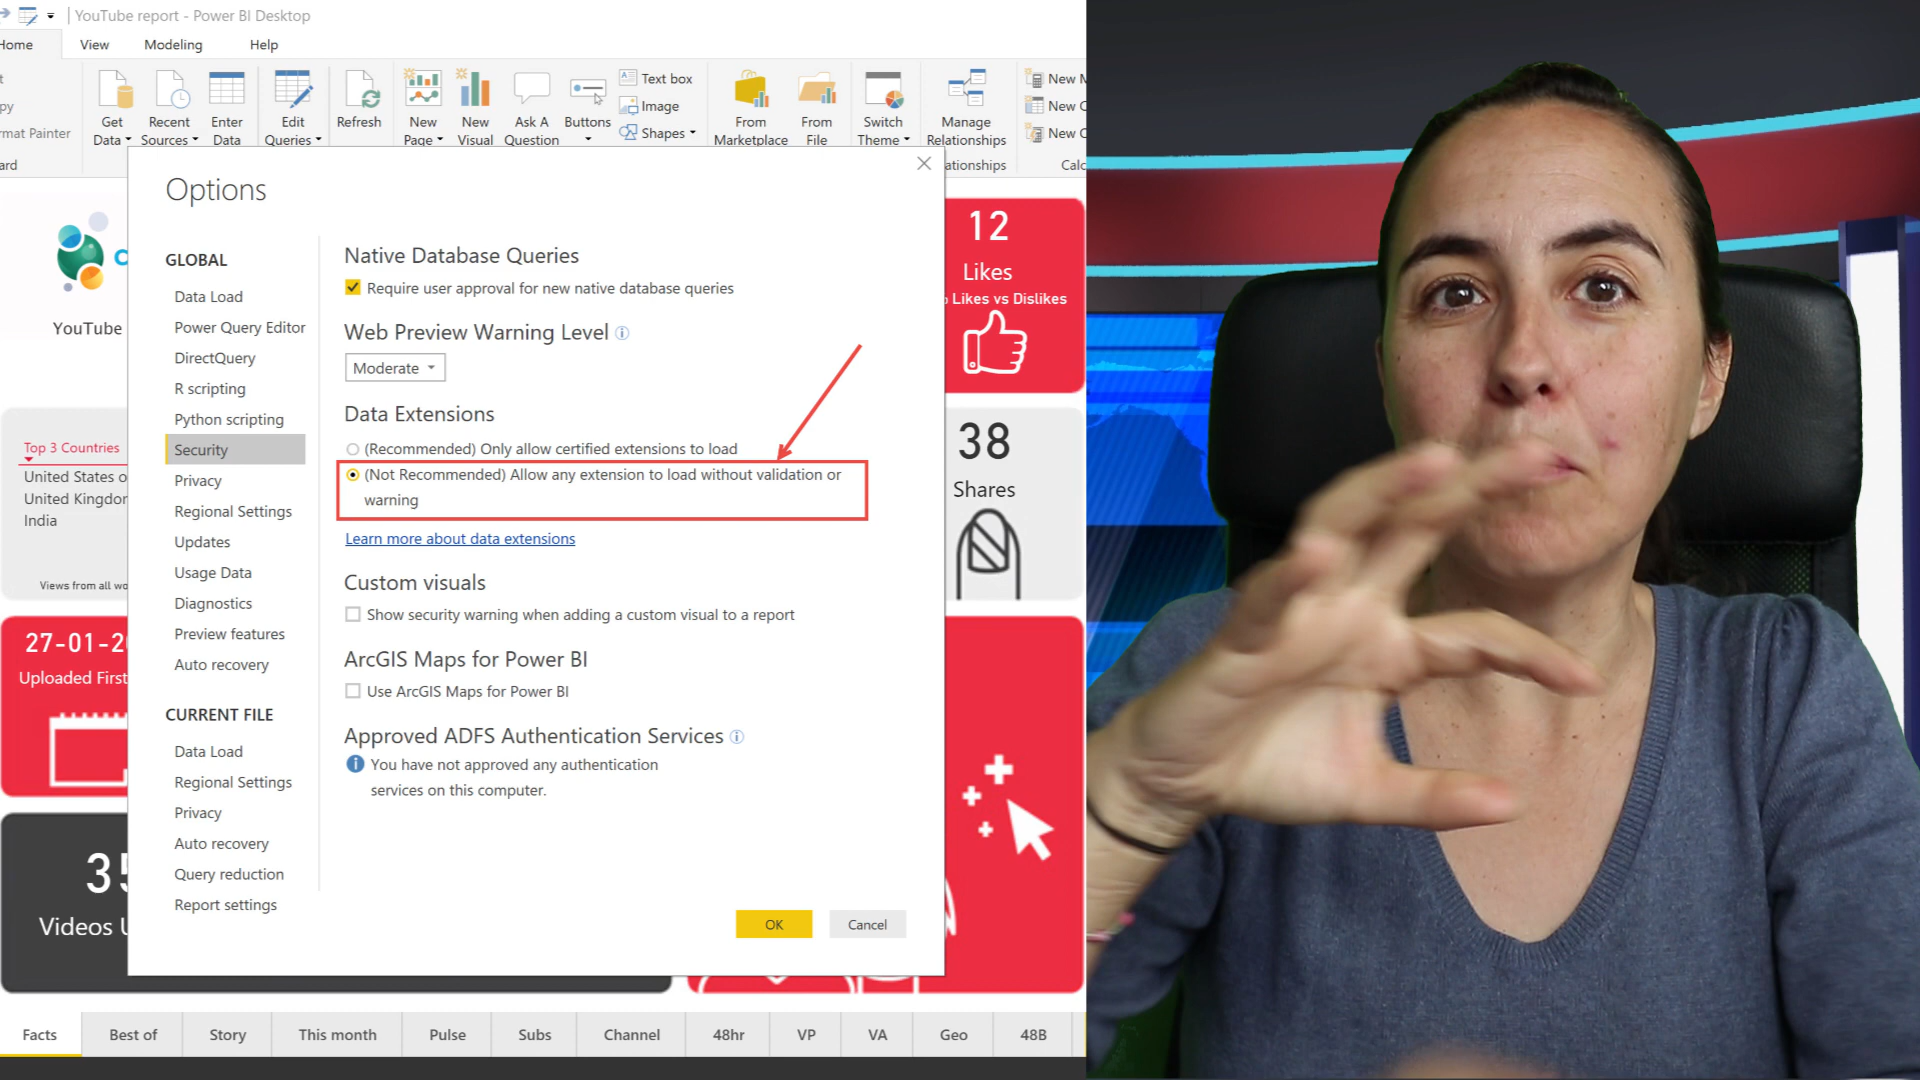 YouTube report - Power BI Desktop
Home View Modeling Help
Get Data
Recent Sources
Enter Data
Edit Queries
Refresh
New Page
New Visual
Ask A Question
Buttons
Text box
Image
Shapes
From Marketplace
From File
Switch Theme
Manage Relationships
New
New
New
rmat Painter
Options
GLOBAL
Data Load
Power Query Editor
DirectQuery
R scripting
Python scripting
Security
Privacy
Regional Settings
Updates
Usage Data
Diagnostics
Preview features
Auto recovery
CURRENT FILE
Data Load
Regional Settings
Privacy
Auto recovery
Query reduction
Report settings
Native Database Queries
Require user approval for new native database queries
Web Preview Warning Level
Moderate
Data Extensions
(Recommended) Only allow certified extensions to load
(Not Recommended) Allow any extension to load without validation or
warning
Learn more about data extensions
Custom visuals
Show security warning when adding a custom visual to a report
ArcGIS Maps for Power BI
Use ArcGIS Maps for Power BI
Approved ADFS Authentication Services
You have not approved any authentication
services on this computer.
OK Cancel
YouTube
Top 3 Countries
United States o
United Kingdor
India
Views from all wo
27-01-20
Uploaded First
35
Videos U
12
Likes
Likes vs Dislikes
38
Shares
Facts Best of Story This month Pulse Subs Channel 48hr VP VA Geo 48B